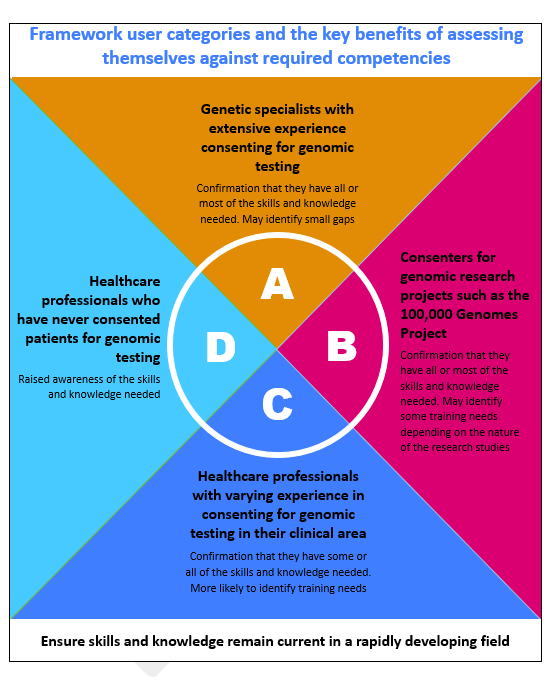 Framework user categories and the key benefits of assessing
themselves against required competencies
Genetic specialists with
extensive experience
consenting for genomic
testing
Confirmation that they have all or
most of the skills and knowledge
needed. May identify small gaps
A
Consenters for
genomic research
projects such as the
100,000 Genomes
Project
Confirmation that they
have all or most of the
skills and knowledge
needed. May identify
some training needs
depending on the nature
of the research studies
B
Healthcare
professionals who
have never consented
patients for genomic
testing
Raised awareness of the skills
and knowledge needed
D
C
Healthcare professionals
with varying experience in
consenting for genomic
testing in their clinical area
Confirmation that they have some or
all of the skills and knowledge needed.
More likely to identify training needs
Ensure skills and knowledge remain current in a rapidly developing field